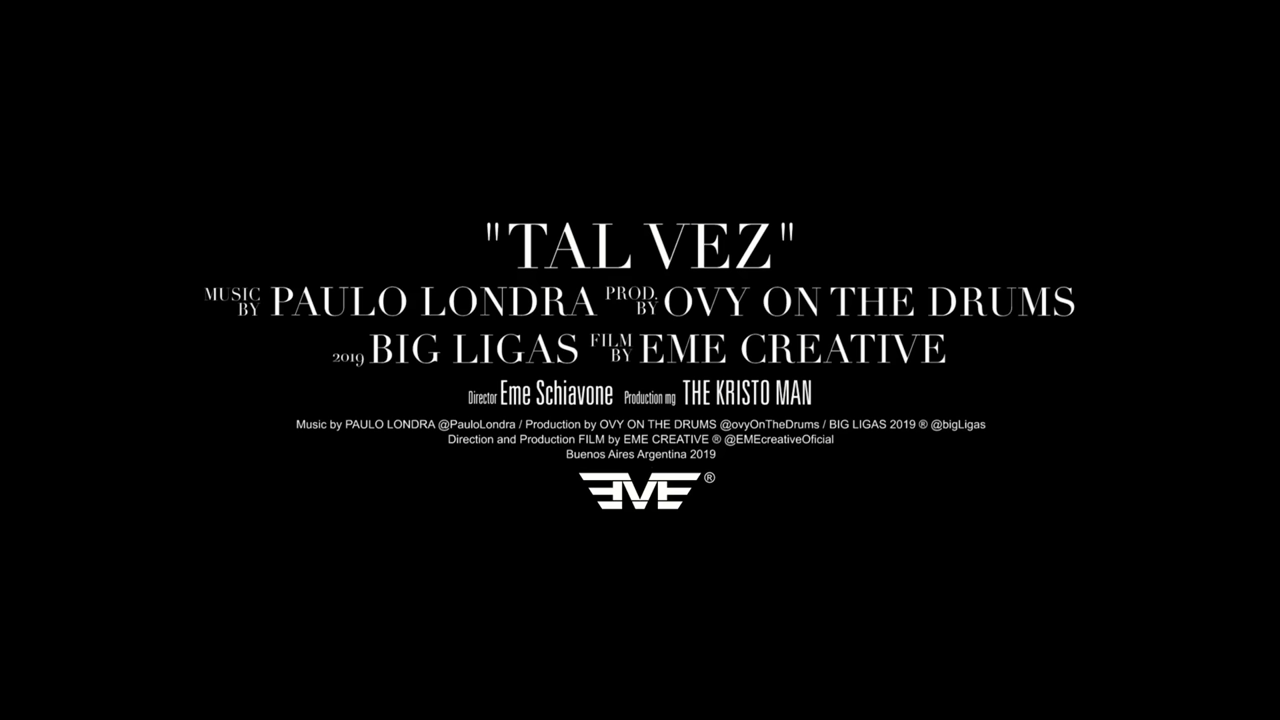 "TAL VEZ"
MUSIC BY PAULO LONDRA PROD. BY OVY ON THE DRUMS
2019 BIG LIGAS FILM BY EME CREATIVE
Director Eme Schiavone Production mg THE KRISTO MAN
Music by PAULO LONDRA @PauloLondra / Production by OVY ON THE DRUMS @ovyOnTheDrums / BIG LIGAS 2019 ® @bigLigas
Direction and Production FILM by EME CREATIVE ® @EMEcreativeOficial
Buenos Aires Argentina 2019
EME ®